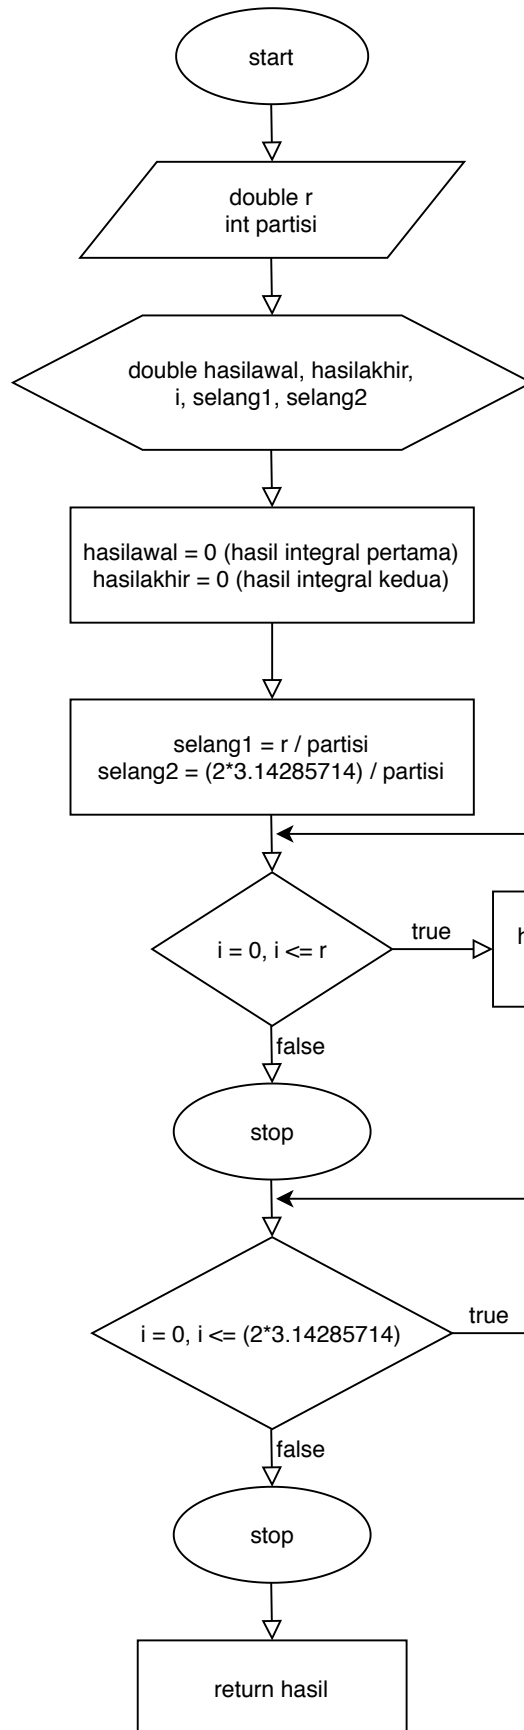 start
double r
int partisi
double hasilawal, hasilakhir,
i, selang1, selang2
hasilawal = 0 (hasil integral pertama)
hasilakhir = 0 (hasil integral kedua)
selang1 = r / partisi
selang2 = (2*3.14285714) / partisi
i = 0, i <= r
true
h
false
stop
i = 0, i <= (2*3.14285714)
true
false
stop
return hasil